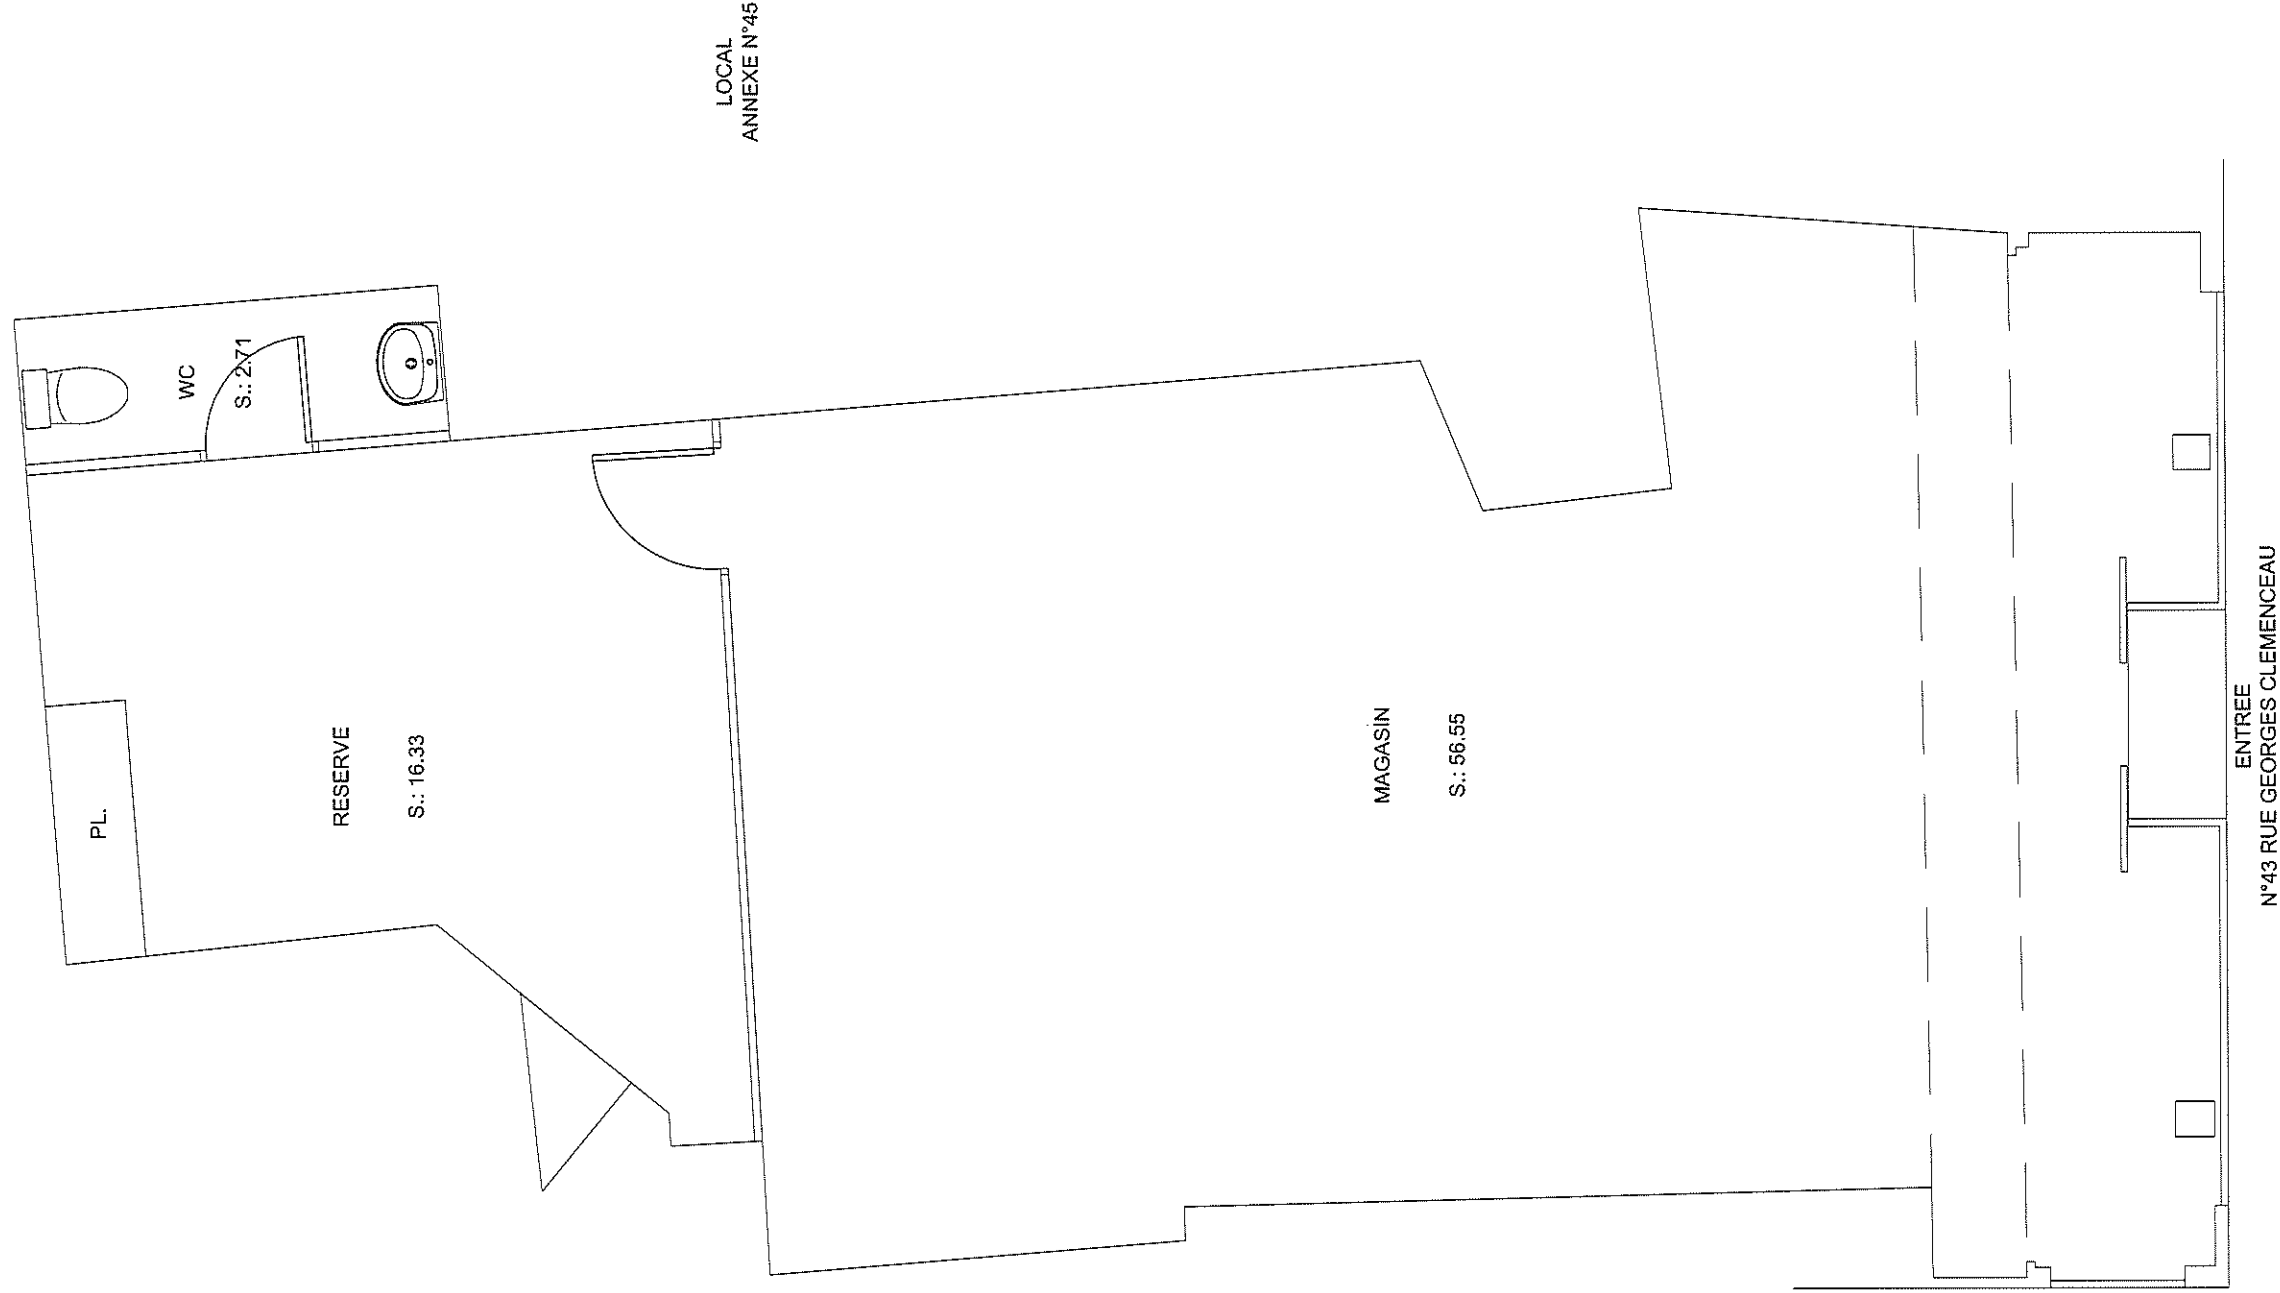 LOCAL
ANNEXE N°45
WC
S.: 2.71
PL.
RESERVE
S.: 16.33
MAGASIN
S.: 56.55
ENTREE
N°43 RUE GEORGES CLEMENCEAU